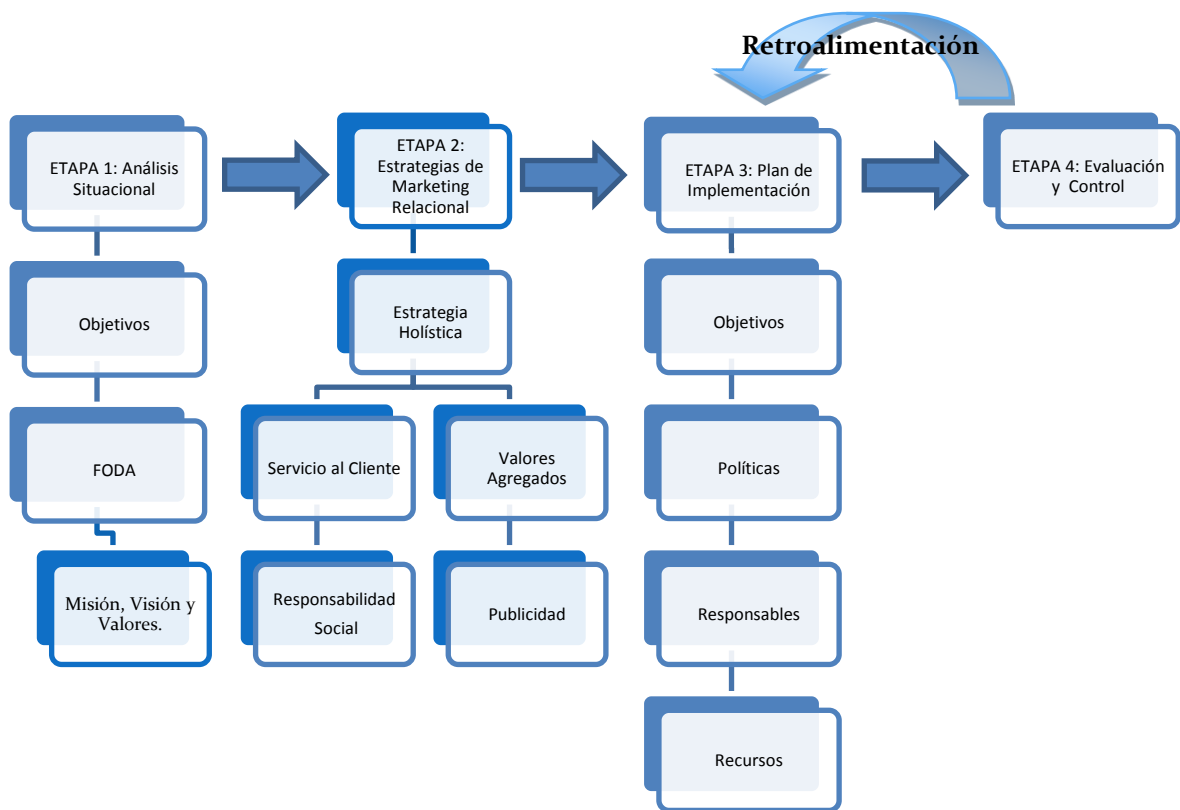 Retroalimentación
ETAPA 1: Análisis
Situacional
ETAPA 2:
Estrategias de
Marketing
Relacional
ETAPA 3: Plan de
Implementación
ETAPA 4: Evaluación
y Control
Objetivos
Estrategia
Holística
Objetivos
FODA
Servicio al Cliente
Valores
Agregados
Políticas
Misión, Visión y
Valores.
Responsabilidad
Social
Publicidad
Responsables
Recursos